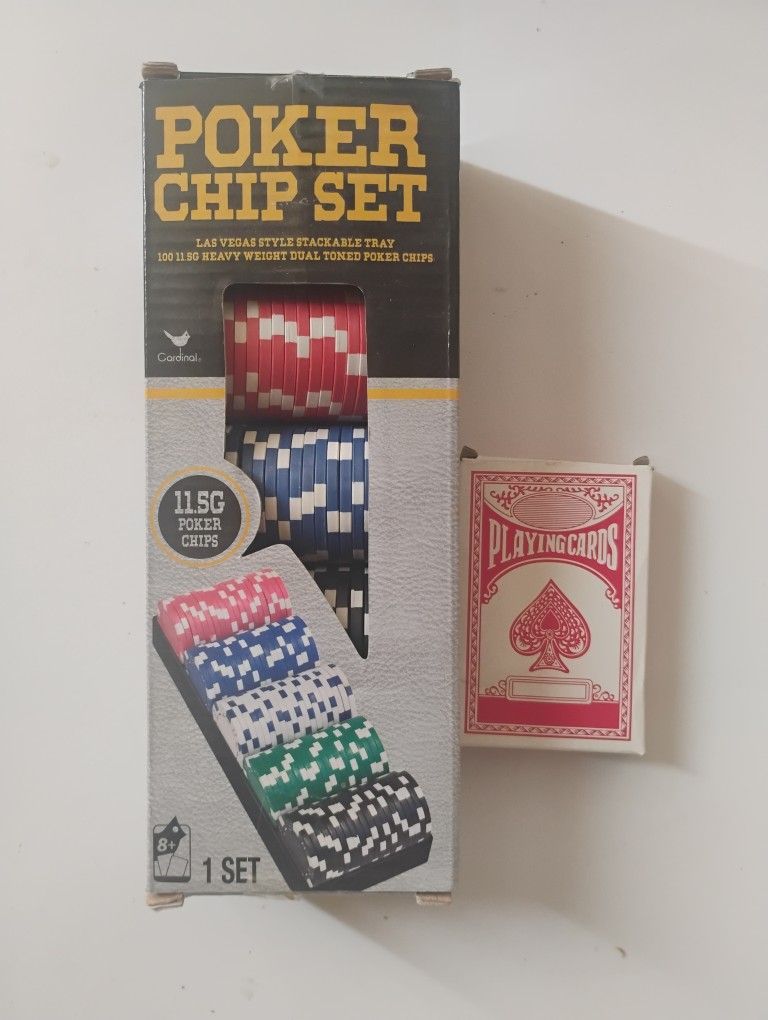 POKER
CHIP SET
LAS VEGAS STYLE STACKABLE TRAY
100 11.5G HEAVY WEIGHT DUAL TONED POKER CHIPS
Cardinal®
11.5G
POKER
CHIPS
8+
1 SET
PLAYING CARDS